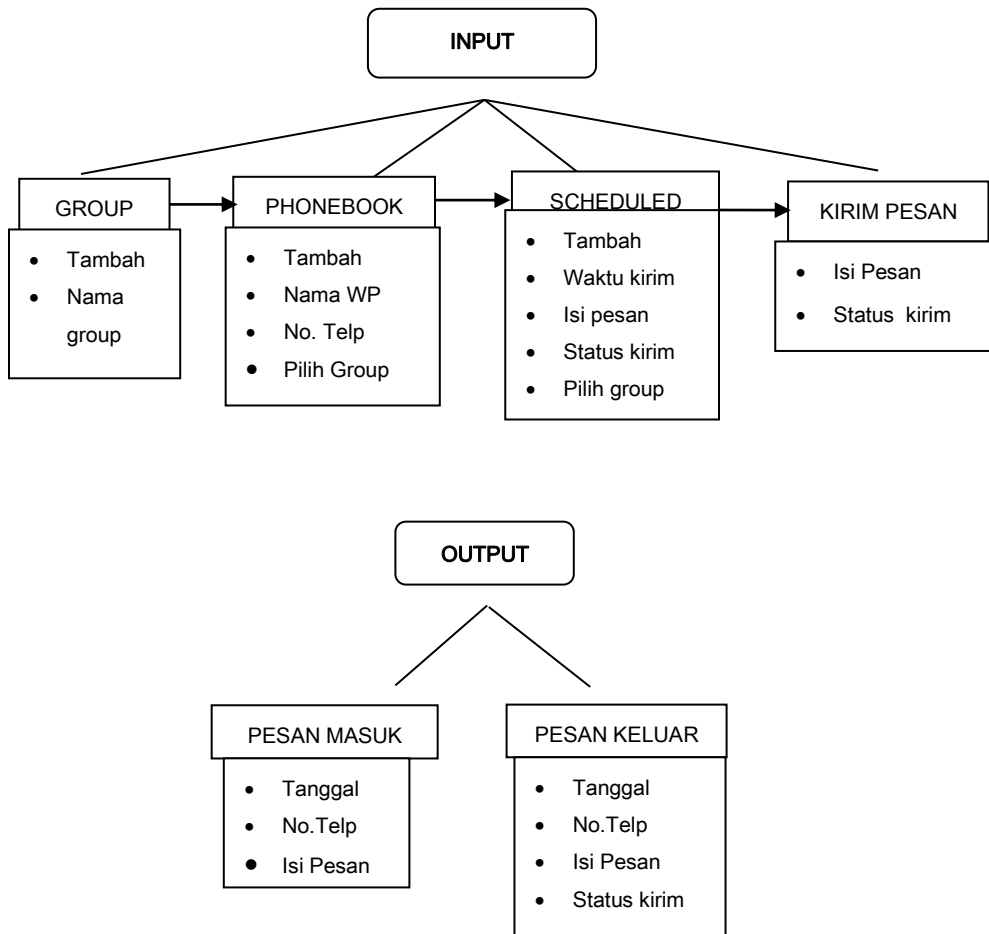 INPUT
GROUP
• Tambah
• Nama
group
PHONEBOOK
• Tambah
• Nama WP
• No. Telp
• Pilih Group
SCHEDULED
• Tambah
• Waktu kirim
• Isi pesan
• Status kirim
• Pilih group
KIRIM PESAN
• Isi Pesan
• Status kirim
OUTPUT
PESAN MASUK
• Tanggal
• No.Telp
• Isi Pesan
PESAN KELUAR
• Tanggal
• No.Telp
• Isi Pesan
• Status kirim